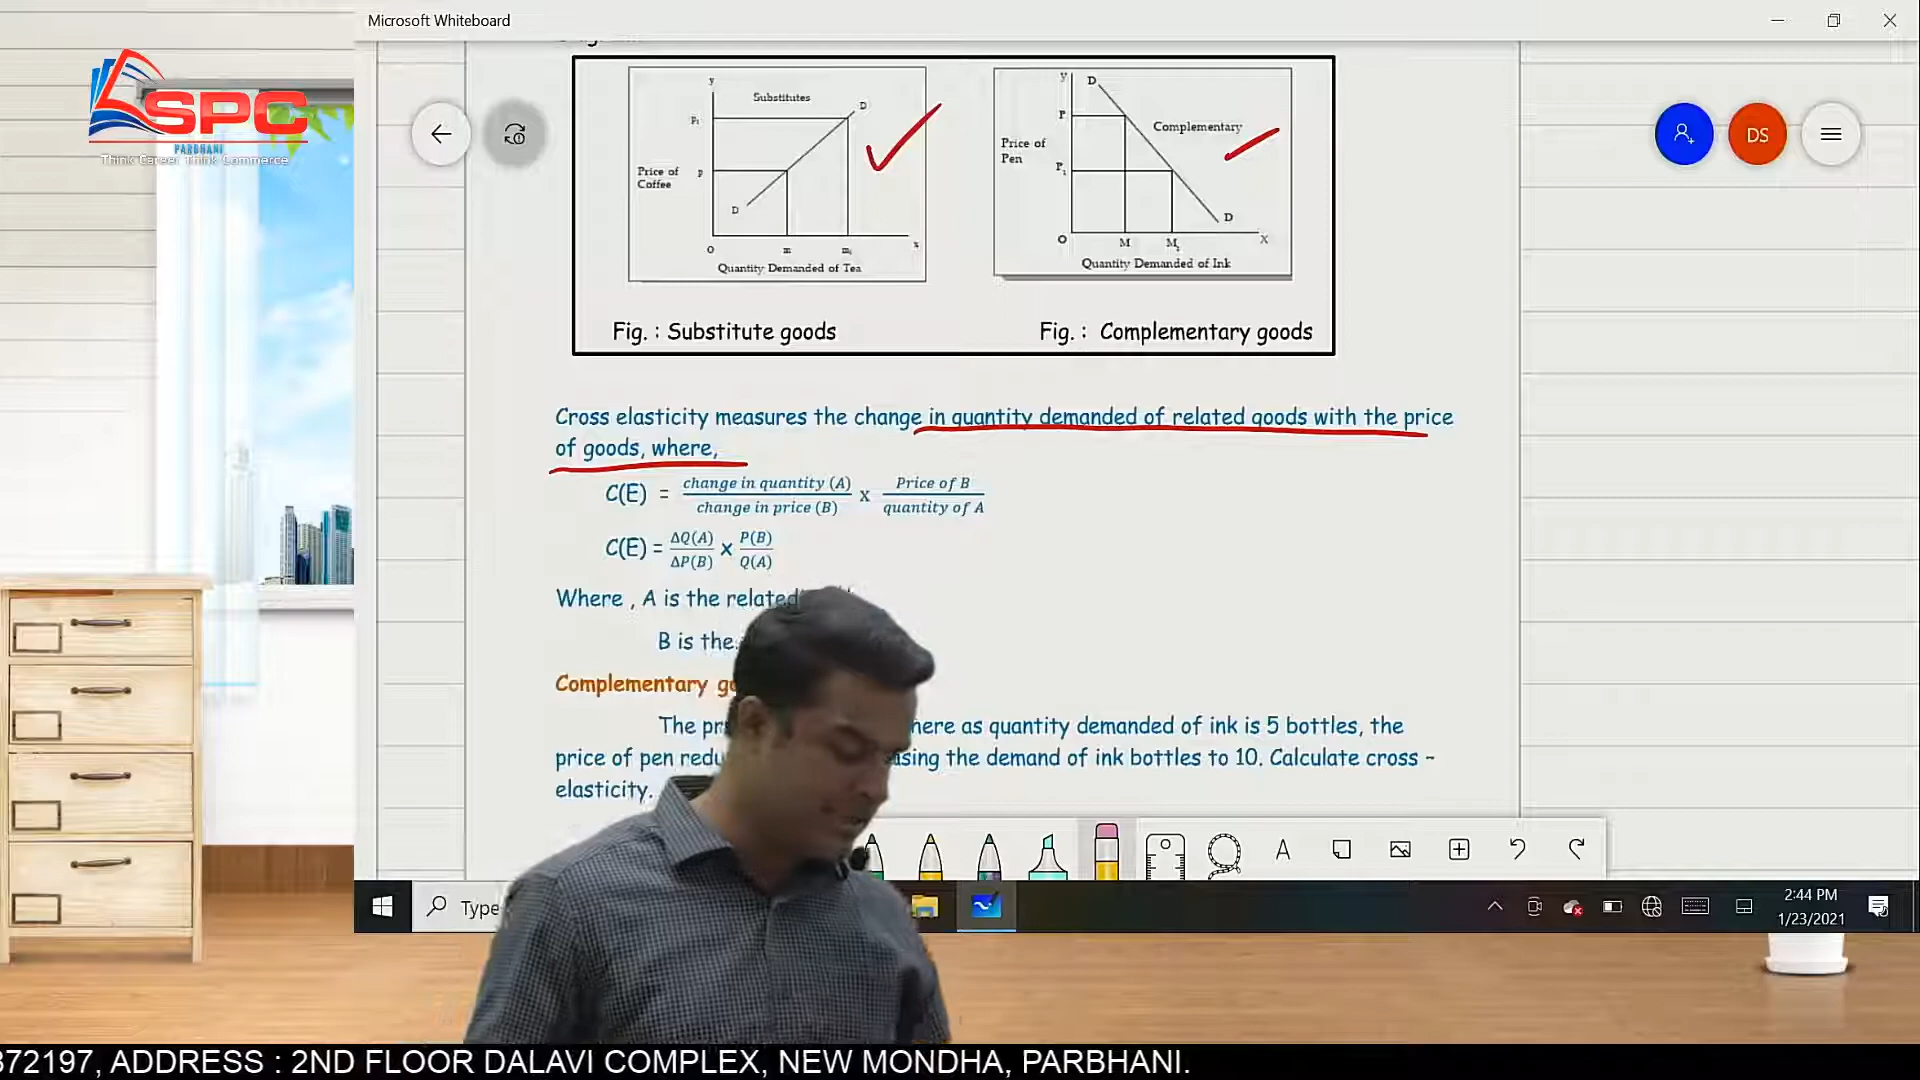 Microsoft Whiteboard
SPC
PARBHANI
Think Career Think Commerce
DS
y
Substitutes
D
P₁
Price of
Coffee
P
D
O
m
m₁
x
Quantity Demanded of Tea
Fig. : Substitute goods
y
D
P
Complementary
Price of
Pen
P₁
D
O
M
M₁
X
Quantity Demanded of Ink
Fig. : Complementary goods
Cross elasticity measures the change in quantity demanded of related goods with the price
of goods, where,
C(E) = change in quantity (A) / change in price (B) x Price of B / quantity of A
C(E) = ΔQ(A) / ΔP(B) x P(B) / Q(A)
Where , A is the related
B is the
Complementary
The here as quantity demanded of ink is 5 bottles, the
price of pen the demand of ink bottles to 10. Calculate cross -
elasticity.
A
Type
2:44 PM
1/23/2021
372197, ADDRESS : 2ND FLOOR DALAVI COMPLEX, NEW MONDHA, PARBHANI.